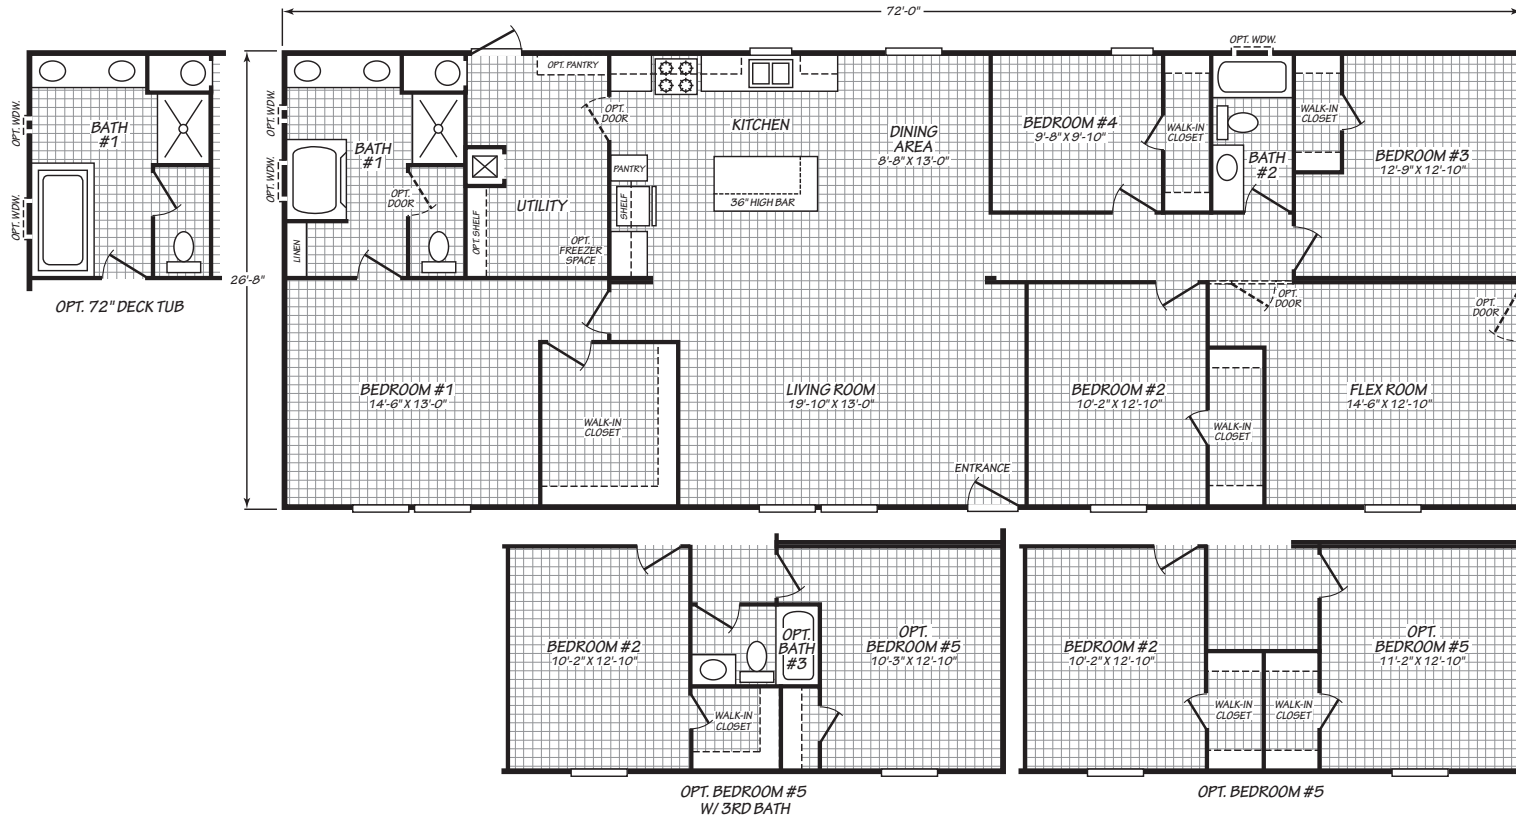 72'-0"
OPT. WDW.
OPT. WDW.
BATH
#1
OPT. WDW.
OPT. 72" DECK TUB
26'-8"
OPT. WDW.
OPT. WDW.
BATH
#1
LINEN
OPT.
DOOR
OPT. PANTRY
OPT.
DOOR
UTILITY
OPT. SHELF
OPT.
FREEZER
SPACE
KITCHEN
PANTRY
SHELF
36" HIGH BAR
DINING
AREA
8'-8" X 13'-0"
BEDROOM #4
9'-8" X 9'-10"
WALK-IN
CLOSET
BATH
#2
WALK-IN
CLOSET
BEDROOM #3
12'-9" X 12'-10"
OPT.
DOOR
OPT.
DOOR
BEDROOM #1
14'-6" X 13'-0"
WALK-IN
CLOSET
LIVING ROOM
19'-10" X 13'-0"
ENTRANCE
BEDROOM #2
10'-2" X 12'-10"
WALK-IN
CLOSET
FLEX ROOM
14'-6" X 12'-10"
BEDROOM #2
10'-2" X 12'-10"
OPT.
BATH
#3
OPT.
BEDROOM #5
10'-3" X 12'-10"
WALK-IN
CLOSET
OPT. BEDROOM #5
W/ 3RD BATH
BEDROOM #2
10'-2" X 12'-10"
OPT.
BEDROOM #5
11'-2" X 12'-10"
WALK-IN
CLOSET
WALK-IN
CLOSET
OPT. BEDROOM #5